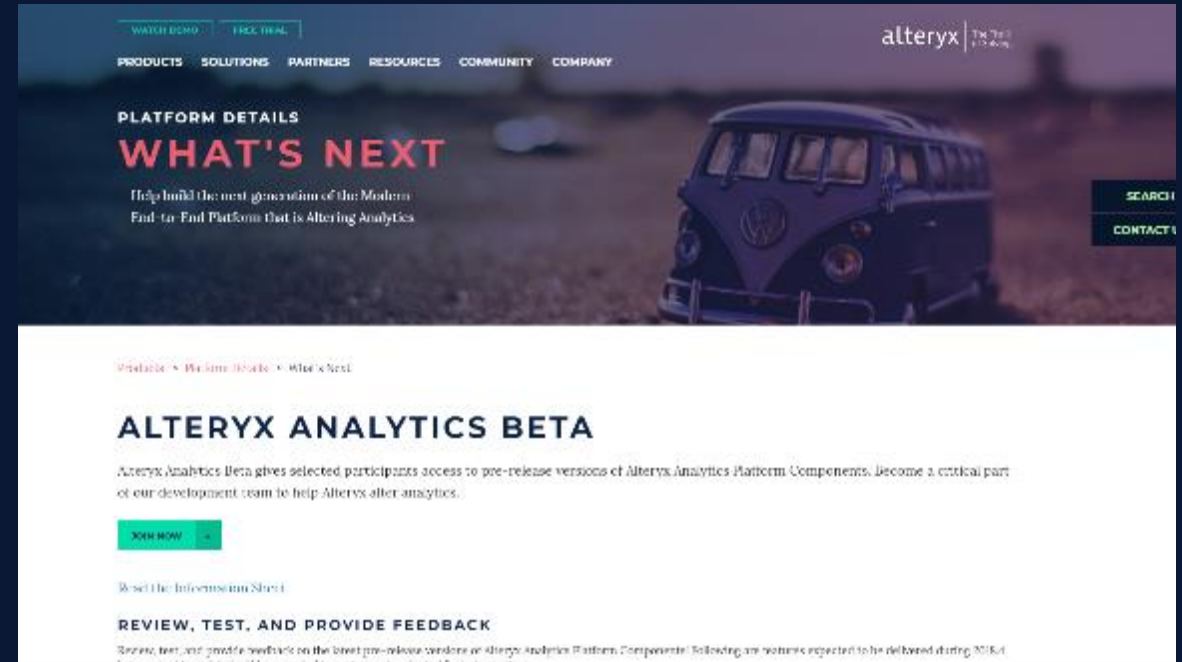 WATCH DEMO
FREE TRIAL
alteryx
PRODUCTS SOLUTIONS PARTNERS RESOURCES COMMUNITY COMPANY
PLATFORM DETAILS
WHAT'S NEXT
Help build the next generation of the Modern
End-to-End Platform that is Altering Analytics
SEARCH
CONTACT
Products > Platform Details > What's Next
ALTERYX ANALYTICS BETA
Alteryx Analytics Beta gives selected participants access to pre-release versions of Alteryx Analytics Platform Components. Become a critical part
of our development team to help Alteryx alter analytics.
JOIN NOW
Read the Information Sheet
REVIEW, TEST, AND PROVIDE FEEDBACK
Review, test, and provide feedback on the latest pre-release versions of Alteryx Analytics Platform Components! Following are features expected to be delivered during 2018.4